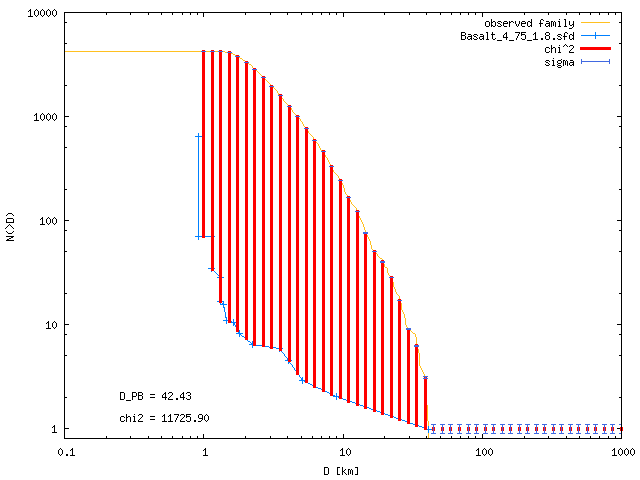 10000
1000
100
10
1
N(>D)
observed family
Basalt_4_75_1.8.sfd
chi^2
sigma
D_PB = 42.43
chi2 = 11725.90
0.1 1 10 100 1000
D [km]